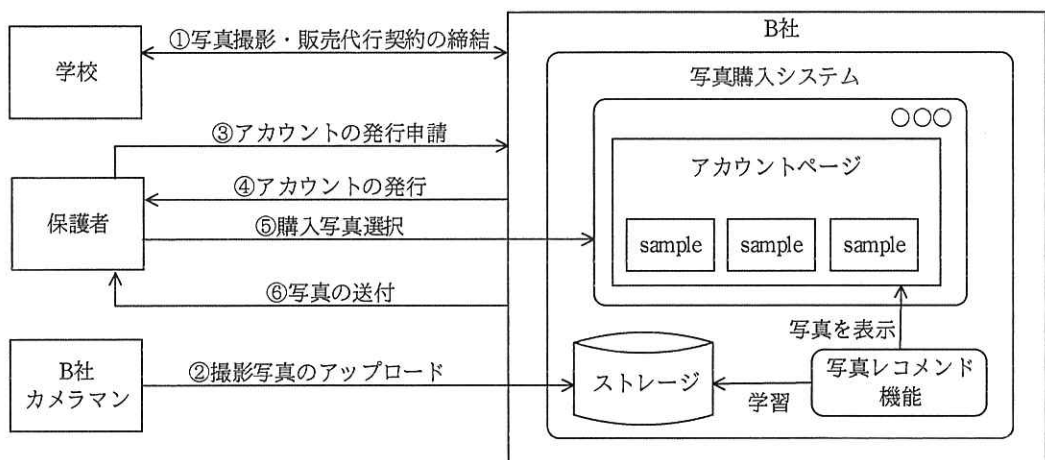 B社
学校
①写真撮影・販売代行契約の締結
写真購入システム
○○○
③アカウントの発行申請
アカウントページ
保護者
④アカウントの発行
⑤購入写真選択
sample
sample
sample
⑥写真の送付
写真を表示
B社
カメラマン
②撮影写真のアップロード
ストレージ
学習
写真レコメンド
機能